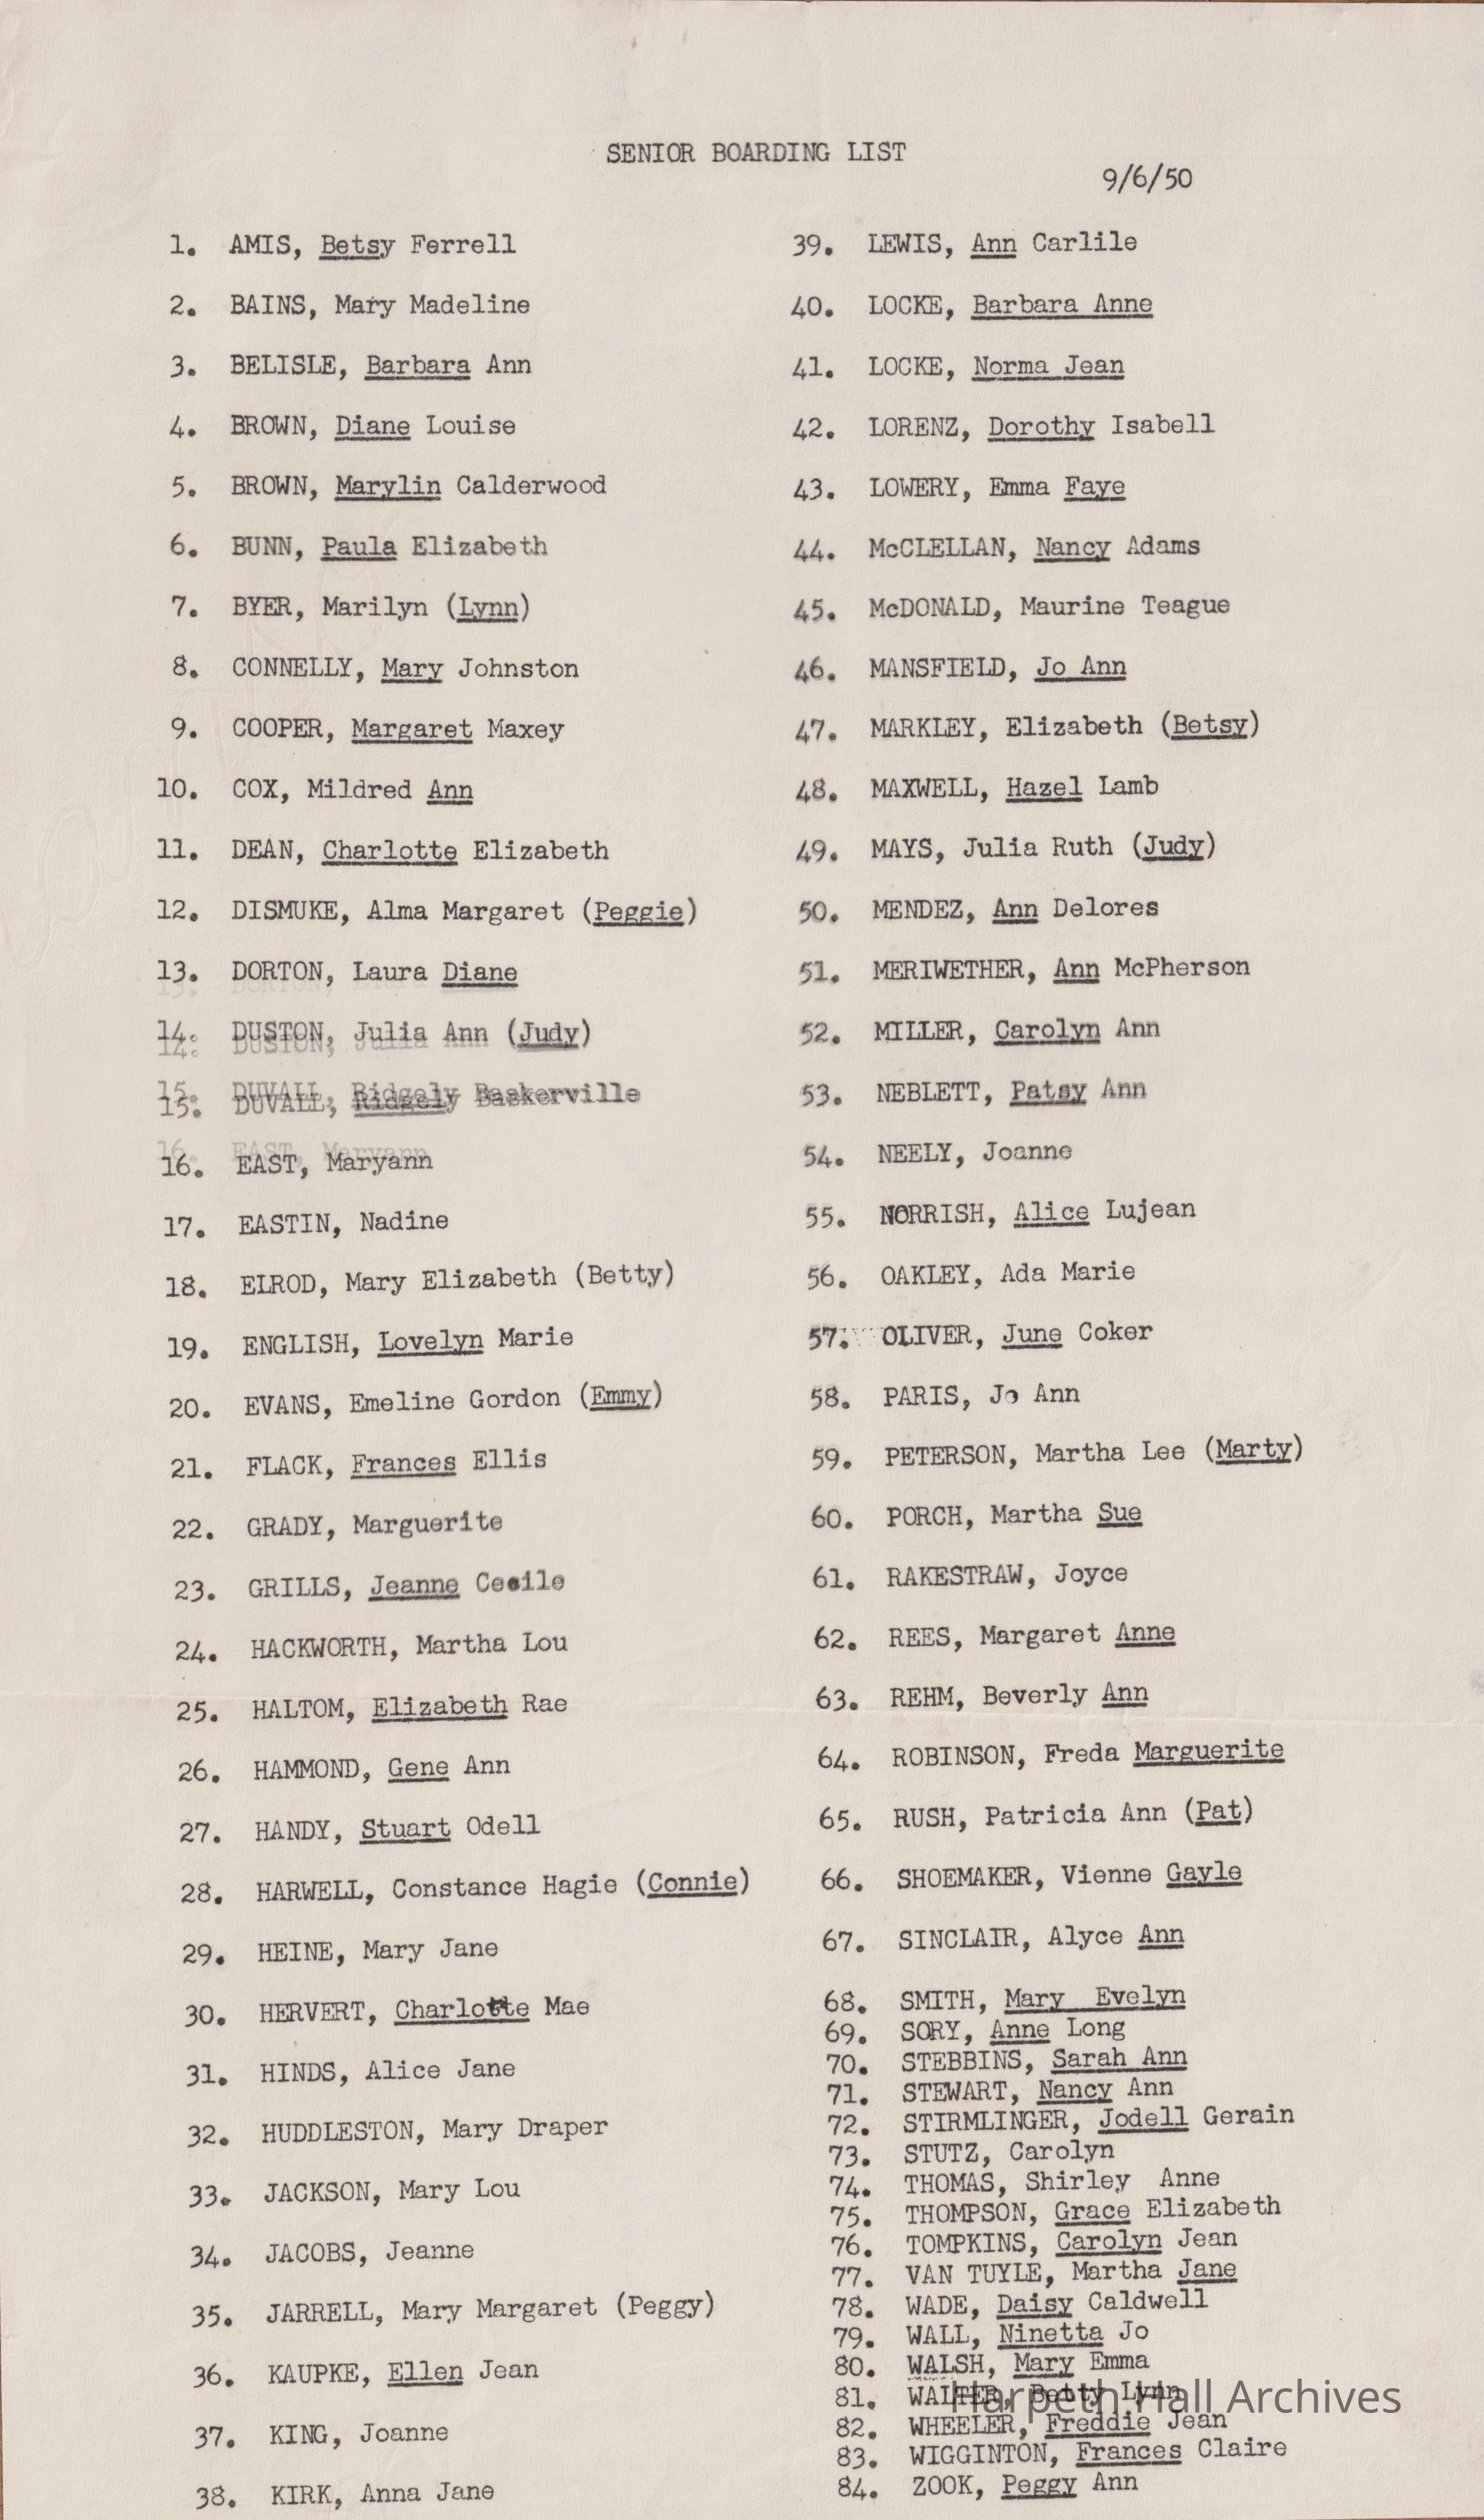 SENIOR BOARDING LIST
9/6/50
1. AMIS, Betsy Ferrell
2. BAINS, Mary Madeline
3. BELISLE, Barbara Ann
4. BROWN, Diane Louise
5. BROWN, Marylin Calderwood
6. BUNN, Paula Elizabeth
7. BYER, Marilyn (Lynn)
8. CONNELLY, Mary Johnston
9. COOPER, Margaret Maxey
10. COX, Mildred Ann
11. DEAN, Charlotte Elizabeth
12. DISMUKE, Alma Margaret (Peggie)
13. DORTON, Laura Diane
14. DUSTON, Julia Ann (Judy)
15. DUVALL, Ridgely Baskerville
16. EAST, Maryann
17. EASTIN, Nadine
18. ELROD, Mary Elizabeth (Betty)
19. ENGLISH, Lovelyn Marie
20. EVANS, Emeline Gordon (Emmy)
21. FLACK, Frances Ellis
22. GRADY, Marguerite
23. GRILLS, Jeanne Cecile
24. HACKWORTH, Martha Lou
25. HALTOM, Elizabeth Rae
26. HAMMOND, Gene Ann
27. HANDY, Stuart Odell
28. HARWELL, Constance Hagie (Connie)
29. HEINE, Mary Jane
30. HERVERT, Charlotte Mae
31. HINDS, Alice Jane
32. HUDDLESTON, Mary Draper
33. JACKSON, Mary Lou
34. JACOBS, Jeanne
35. JARRELL, Mary Margaret (Peggy)
36. KAUPKE, Ellen Jean
37. KING, Joanne
38. KIRK, Anna Jane
39. LEWIS, Ann Carlile
40. LOCKE, Barbara Anne
41. LOCKE, Norma Jean
42. LORENZ, Dorothy Isabell
43. LOWERY, Emma Faye
44. McCLELLAN, Nancy Adams
45. McDONALD, Maurine Teague
46. MANSFIELD, Jo Ann
47. MARKLEY, Elizabeth (Betsy)
48. MAXWELL, Hazel Lamb
49. MAYS, Julia Ruth (Judy)
50. MENDEZ, Ann Delores
51. MERIWETHER, Ann McPherson
52. MILLER, Carolyn Ann
53. NEBLETT, Patsy Ann
54. NEELY, Joanne
55. NORRISH, Alice Lujean
56. OAKLEY, Ada Marie
57. OLIVER, June Coker
58. PARIS, Jo Ann
59. PETERSON, Martha Lee (Marty)
60. PORCH, Martha Sue
61. RAKESTRAW, Joyce
62. REES, Margaret Anne
63. REHM, Beverly Ann
64. ROBINSON, Freda Marguerite
65. RUSH, Patricia Ann (Pat)
66. SHOEMAKER, Vienne Gayle
67. SINCLAIR, Alyce Ann
68. SMITH, Mary Evelyn
69. SORY, Anne Long
70. STEBBINS, Sarah Ann
71. STEWART, Nancy Ann
72. STIRMLINGER, Jodell Gerain
73. STUTZ, Carolyn
74. THOMAS, Shirley Anne
75. THOMPSON, Grace Elizabeth
76. TOMPKINS, Carolyn Jean
77. VAN TUYLE, Martha Jane
78. WADE, Daisy Caldwell
79. WALL, Ninetta Jo
80. WALSH, Mary Emma
81. WALTER, Betty Lynn
Harpeth Hall Archives
82. WHEELER, Freddie Jean
83. WIGGINTON, Frances Claire
84. ZOOK, Peggy Ann